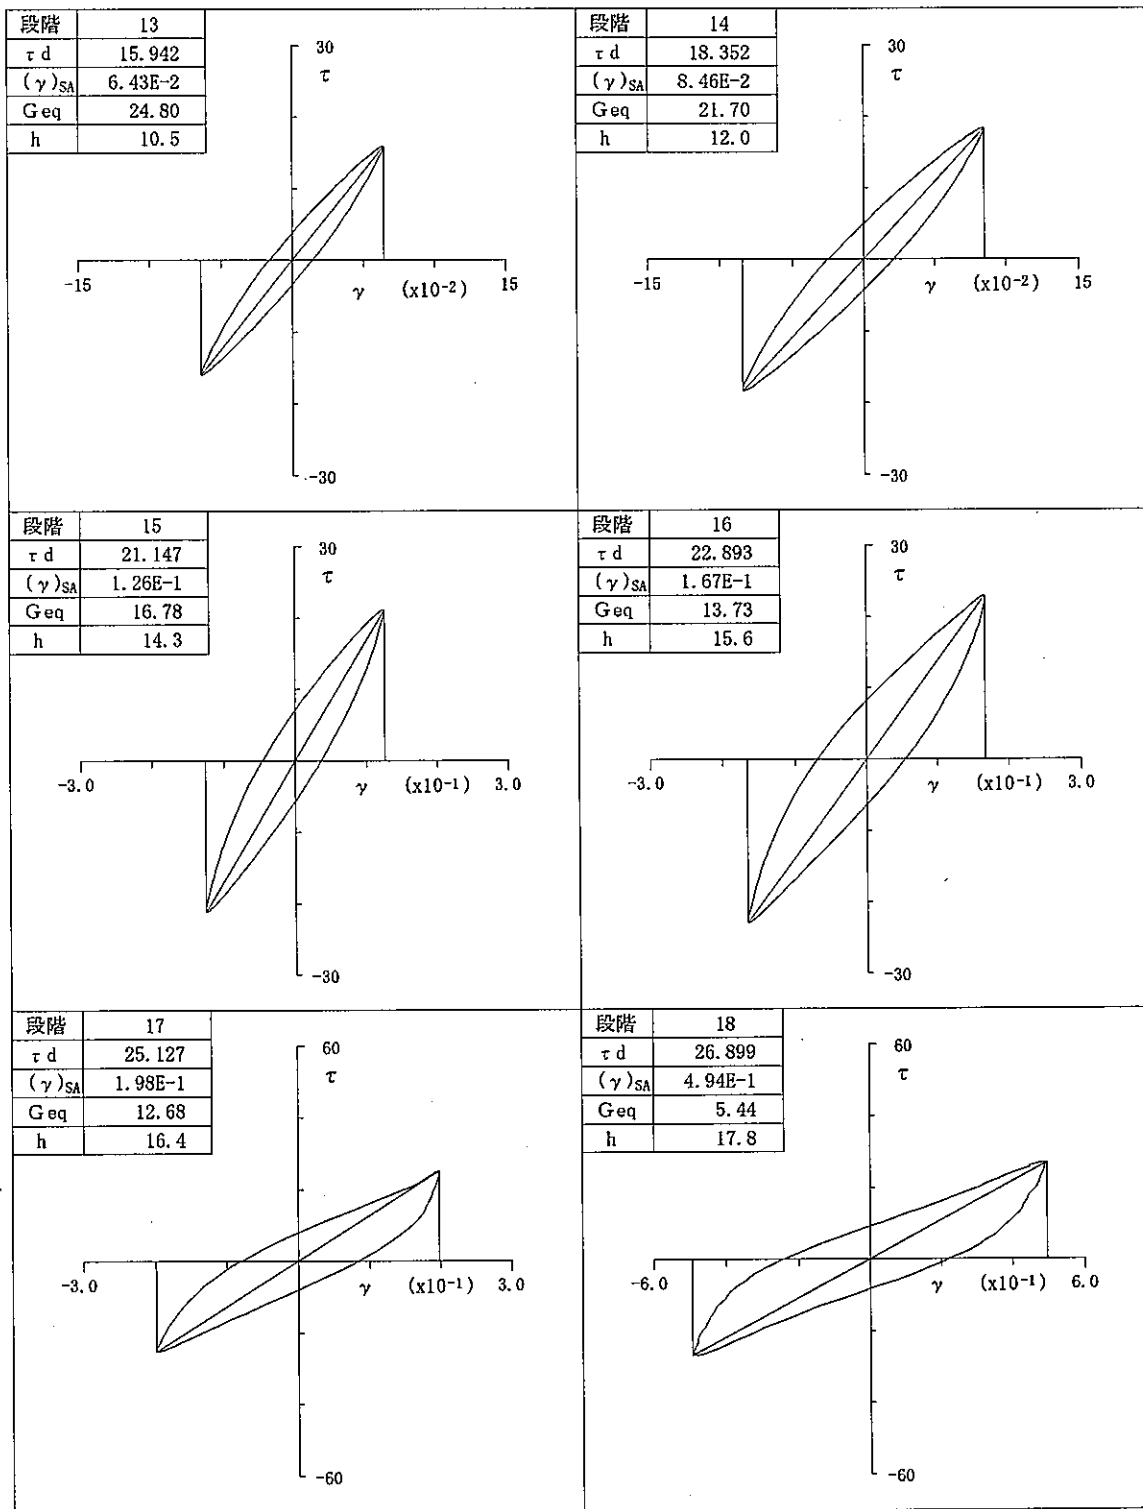 段階 13
τd 15.942
(γ)SA 6.43E-2
Geq 24.80
h 10.5
30
τ
-15
γ (x10-2) 15
-30
段階 14
τd 18.352
(γ)SA 8.46E-2
Geq 21.70
h 12.0
30
τ
-15
γ (x10-2) 15
-30
段階 15
τd 21.147
(γ)SA 1.26E-1
Geq 16.78
h 14.3
30
τ
-3.0
γ (x10-1) 3.0
-30
段階 16
τd 22.893
(γ)SA 1.67E-1
Geq 13.73
h 15.6
30
τ
-3.0
γ (x10-1) 3.0
-30
段階 17
τd 25.127
(γ)SA 1.98E-1
Geq 12.68
h 16.4
60
τ
-3.0
γ (x10-1) 3.0
-60
段階 18
τd 26.899
(γ)SA 4.94E-1
Geq 5.44
h 17.8
60
τ
-6.0
γ (x10-1) 6.0
-60